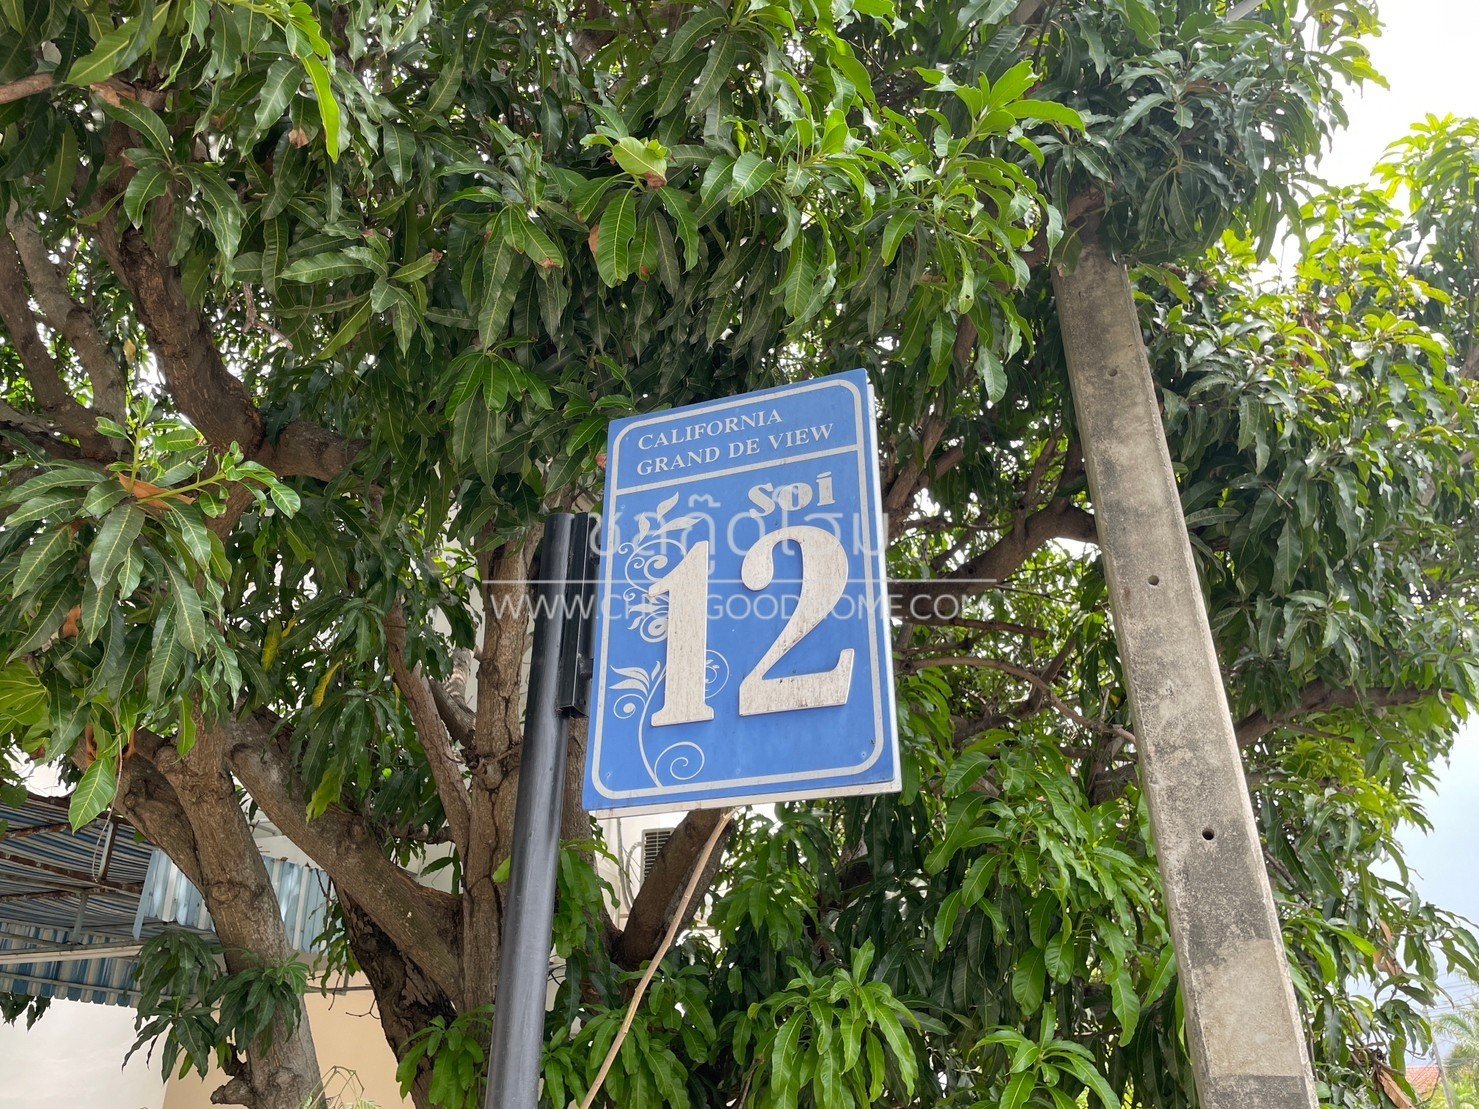 CALIFORNIA
GRAND DE VIEW
Soi
12